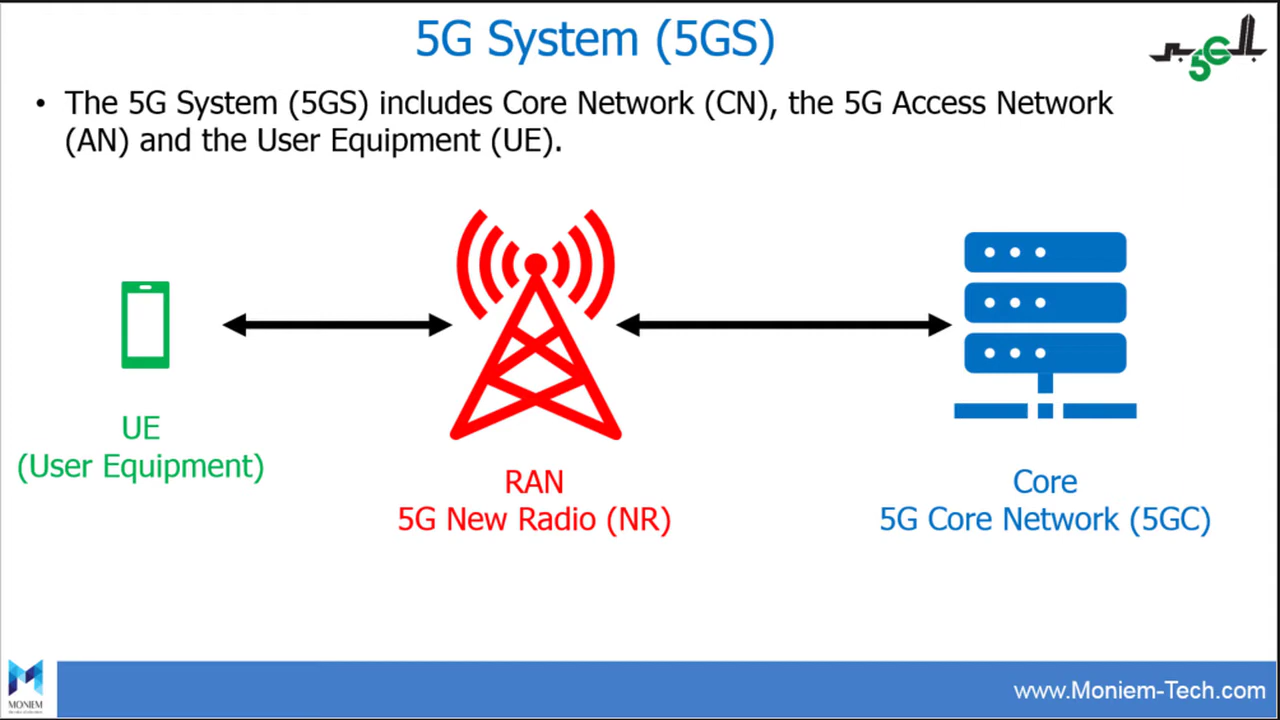 5G System (5GS)
بالـ5Gـبر
• The 5G System (5GS) includes Core Network (CN), the 5G Access Network
(AN) and the User Equipment (UE).
UE
(User Equipment)
RAN
5G New Radio (NR)
Core
5G Core Network (5GC)
MONIEM
www.Moniem-Tech.com